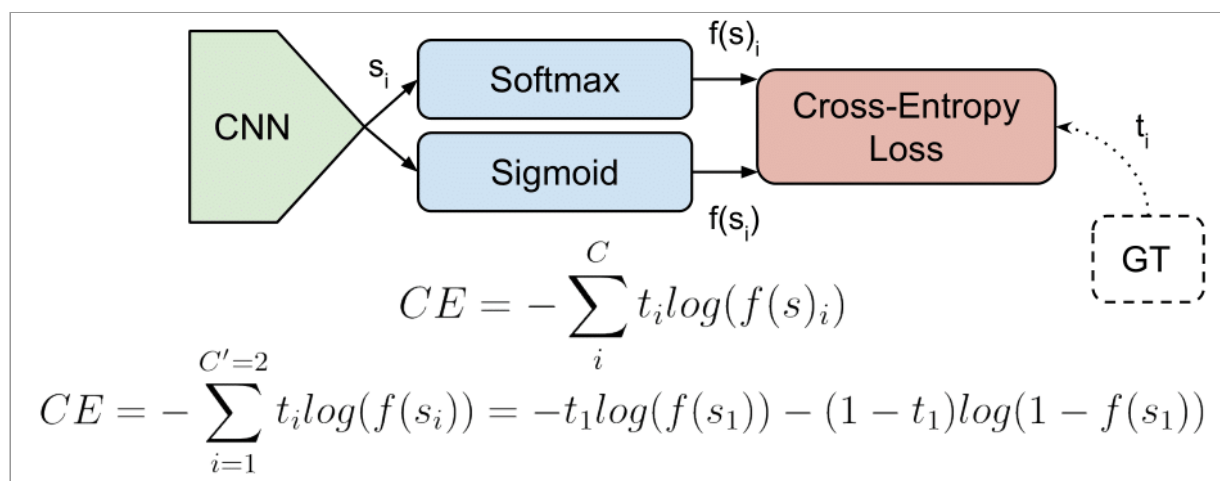 f(s)_i
s_i
Softmax
CNN
Cross-Entropy
Loss
t_i
Sigmoid
f(s_i)
GT
CE = -\sum_{i}^{C} t_i log(f(s)_i)
CE = -\sum_{i=1}^{C'=2} t_i log(f(s_i)) = -t_1 log(f(s_1)) - (1 - t_1) log(1 - f(s_1))